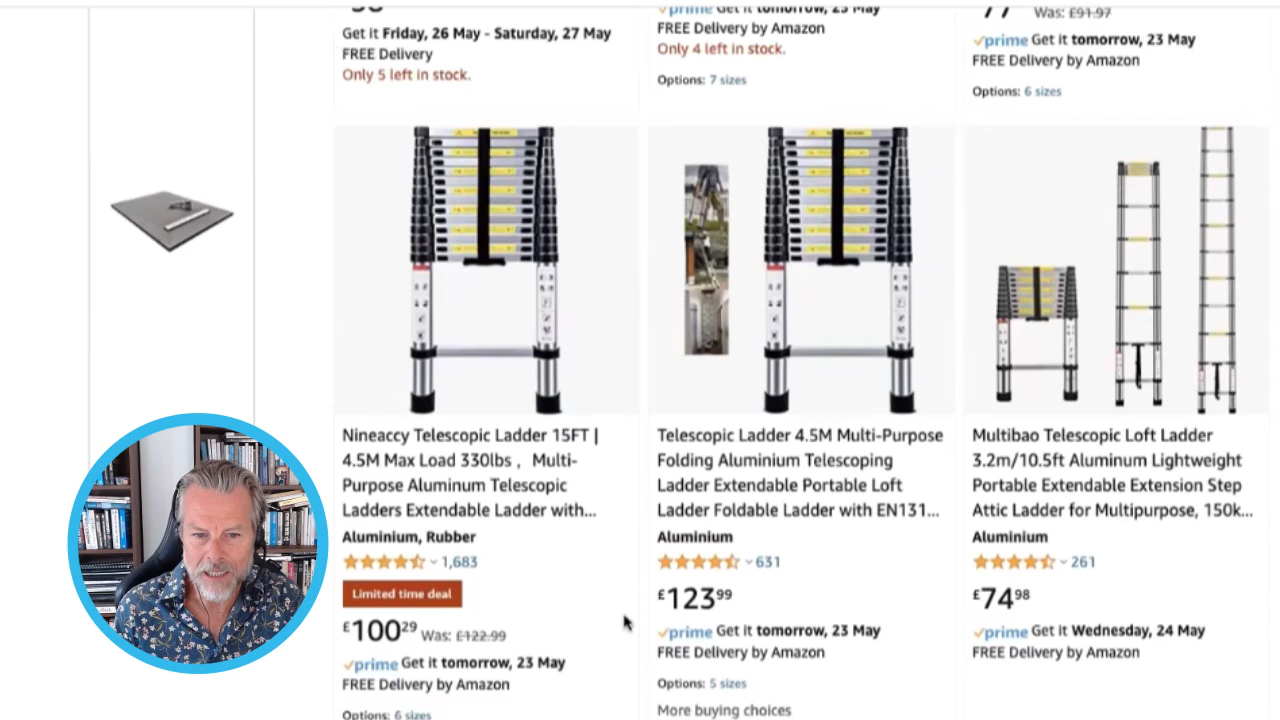 Get it Friday, 26 May - Saturday, 27 May
FREE Delivery
Only 5 left in stock.
prime Get it tomorrow, 23 May
FREE Delivery by Amazon
Only 4 left in stock.
Options: 7 sizes
77 Was: £91.97
prime Get it tomorrow, 23 May
FREE Delivery by Amazon
Options: 6 sizes
Nineaccy Telescopic Ladder 15FT |
4.5M Max Load 330lbs , Multi-
Purpose Aluminum Telescopic
Ladders Extendable Ladder with...
Aluminium, Rubber
1,683
Limited time deal
£100.29 Was: £122.99
prime Get it tomorrow, 23 May
FREE Delivery by Amazon
Options: 6 sizes
Telescopic Ladder 4.5M Multi-Purpose
Folding Aluminium Telescoping
Ladder Extendable Portable Loft
Ladder Foldable Ladder with EN131...
Aluminium
631
£123.99
prime Get it tomorrow, 23 May
FREE Delivery by Amazon
Options: 5 sizes
More buying choices
Multibao Telescopic Loft Ladder
3.2m/10.5ft Aluminum Lightweight
Portable Extendable Extension Step
Attic Ladder for Multipurpose, 150k...
Aluminium
261
£74.98
prime Get it Wednesday, 24 May
FREE Delivery by Amazon